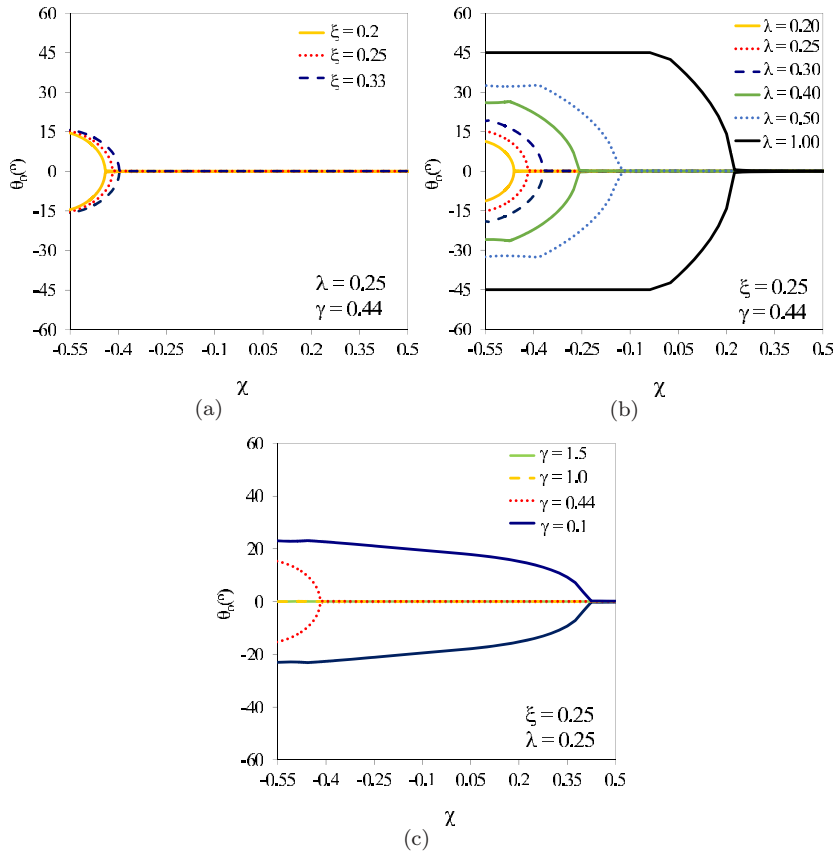 60
45
30
15
0
-15
-30
-45
-60
θ₀(º)
ξ = 0.2
ξ = 0.25
ξ = 0.33
λ = 0.25
γ = 0.44
-0.55 -0.4 -0.25 -0.1 0.05 0.2 0.35 0.5
χ
(a)
60
45
30
15
0
-15
-30
-45
-60
θ₀(º)
λ = 0.20
λ = 0.25
λ = 0.30
λ = 0.40
λ = 0.50
λ = 1.00
ξ = 0.25
γ = 0.44
-0.55 -0.4 -0.25 -0.1 0.05 0.2 0.35 0.5
χ
(b)
60
40
20
0
-20
-40
-60
θ₀(º)
γ = 1.5
γ = 1.0
γ = 0.44
γ = 0.1
ξ = 0.25
λ = 0.25
-0.55 -0.4 -0.25 -0.1 0.05 0.2 0.35 0.5
χ
(c)